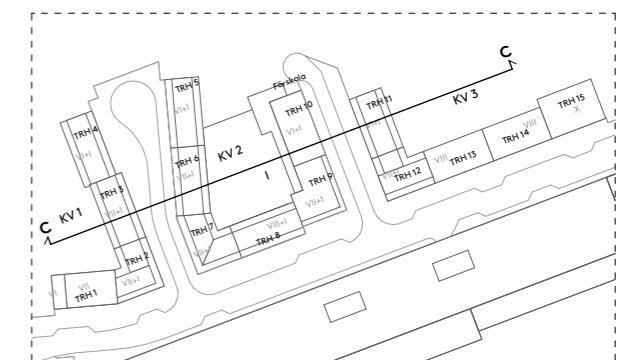 C
KV 3
TRH 5
VI+I
Förskola
TRH 10
VI+I
TRH 11
TRH 15
X
TRH 4
VI+I
KV 2
VIII
TRH 14
TRH 6
VII+I
I
VIII
TRH 13
TRH 12
TRH 3
VII+I
TRH 9
VII+I
KV 1
C
TRH 7
VIII+I
TRH 8
TRH 2
VII+I
VI
VII
TRH 1